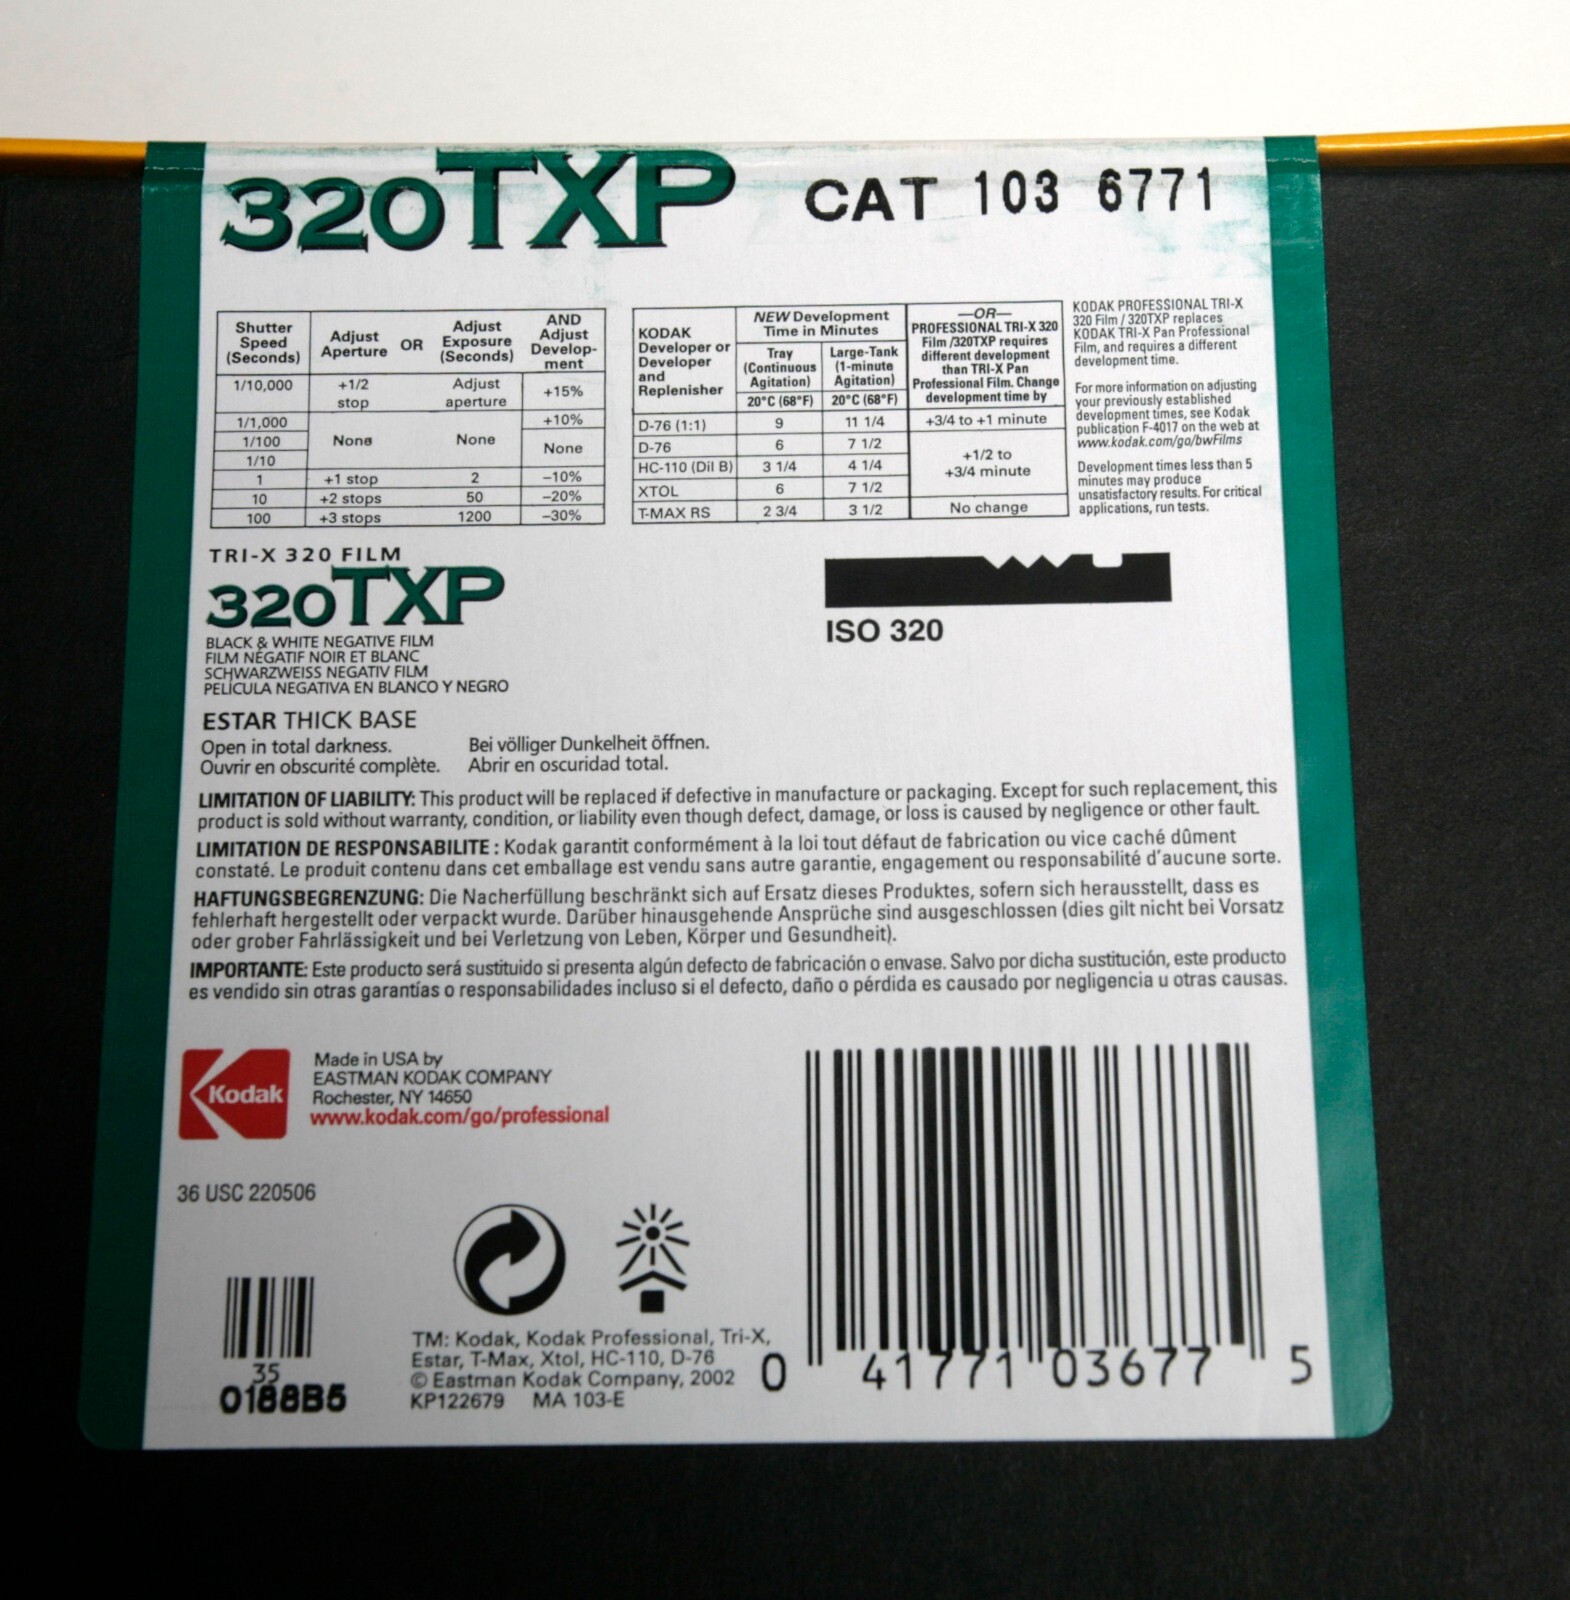 320TXP CAT 103 6771
Shutter Speed (Seconds) Adjust Aperture OR Adjust Exposure (Seconds) AND Adjust Develop-ment
1/10,000 +1/2 stop Adjust aperture +15%
1/1,000 None None +10%
1/100 None
1/10
1 +1 stop 2 –10%
10 +2 stops 50 –20%
100 +3 stops 1200 –30%
KODAK Developer or Developer and Replenisher
NEW Development Time in Minutes
Tray (Continuous Agitation) Large-Tank (1-minute Agitation)
20°C (68°F) 20°C (68°F)
—OR—
PROFESSIONAL TRI-X 320
Film /320TXP requires
different development
than TRI-X Pan
Professional Film. Change
development time by
D-76 (1:1) 9 11 1/4 +3/4 to +1 minute
D-76 6 7 1/2 +1/2 to +3/4 minute
HC-110 (Dil B) 3 1/4 4 1/4
XTOL 6 7 1/2
T-MAX RS 2 3/4 3 1/2 No change
KODAK PROFESSIONAL TRI-X
320 Film / 320TXP replaces
KODAK TRI-X Pan Professional
Film, and requires a different
development time.
For more information on adjusting
your previously established
development times, see Kodak
publication F-4017 on the web at
www.kodak.com/go/bwFilms
Development times less than 5
minutes may produce
unsatisfactory results. For critical
applications, run tests.
TRI-X 320 FILM
320TXP
BLACK & WHITE NEGATIVE FILM
FILM NÉGATIF NOIR ET BLANC
SCHWARZWEISS NEGATIV FILM
PELÍCULA NEGATIVA EN BLANCO Y NEGRO
ISO 320
ESTAR THICK BASE
Open in total darkness. Bei völliger Dunkelheit öffnen.
Ouvrir en obscurité complète. Abrir en oscuridad total.
LIMITATION OF LIABILITY: This product will be replaced if defective in manufacture or packaging. Except for such replacement, this
product is sold without warranty, condition, or liability even though defect, damage, or loss is caused by negligence or other fault.
LIMITATION DE RESPONSABILITE : Kodak garantit conformément à la loi tout défaut de fabrication ou vice caché dûment
constaté. Le produit contenu dans cet emballage est vendu sans autre garantie, engagement ou responsabilité d'aucune sorte.
HAFTUNGSBEGRENZUNG: Die Nacherfüllung beschränkt sich auf Ersatz dieses Produktes, sofern sich herausstellt, dass es
fehlerhaft hergestellt oder verpackt wurde. Darüber hinausgehende Ansprüche sind ausgeschlossen (dies gilt nicht bei Vorsatz
oder grober Fahrlässigkeit und bei Verletzung von Leben, Körper und Gesundheit).
IMPORTANTE: Este producto será sustituido si presenta algún defecto de fabricación o envase. Salvo por dicha sustitución, este producto
es vendido sin otras garantías o responsabilidades incluso si el defecto, daño o pérdida es causado por negligencia u otras causas.
Kodak
Made in USA by
EASTMAN KODAK COMPANY
Rochester, NY 14650
www.kodak.com/go/professional
36 USC 220506
35
0188B5
TM: Kodak, Kodak Professional, Tri-X,
Estar, T-Max, Xtol, HC-110, D-76
© Eastman Kodak Company, 2002
KP122679 MA 103-E
0 41771 03677 5